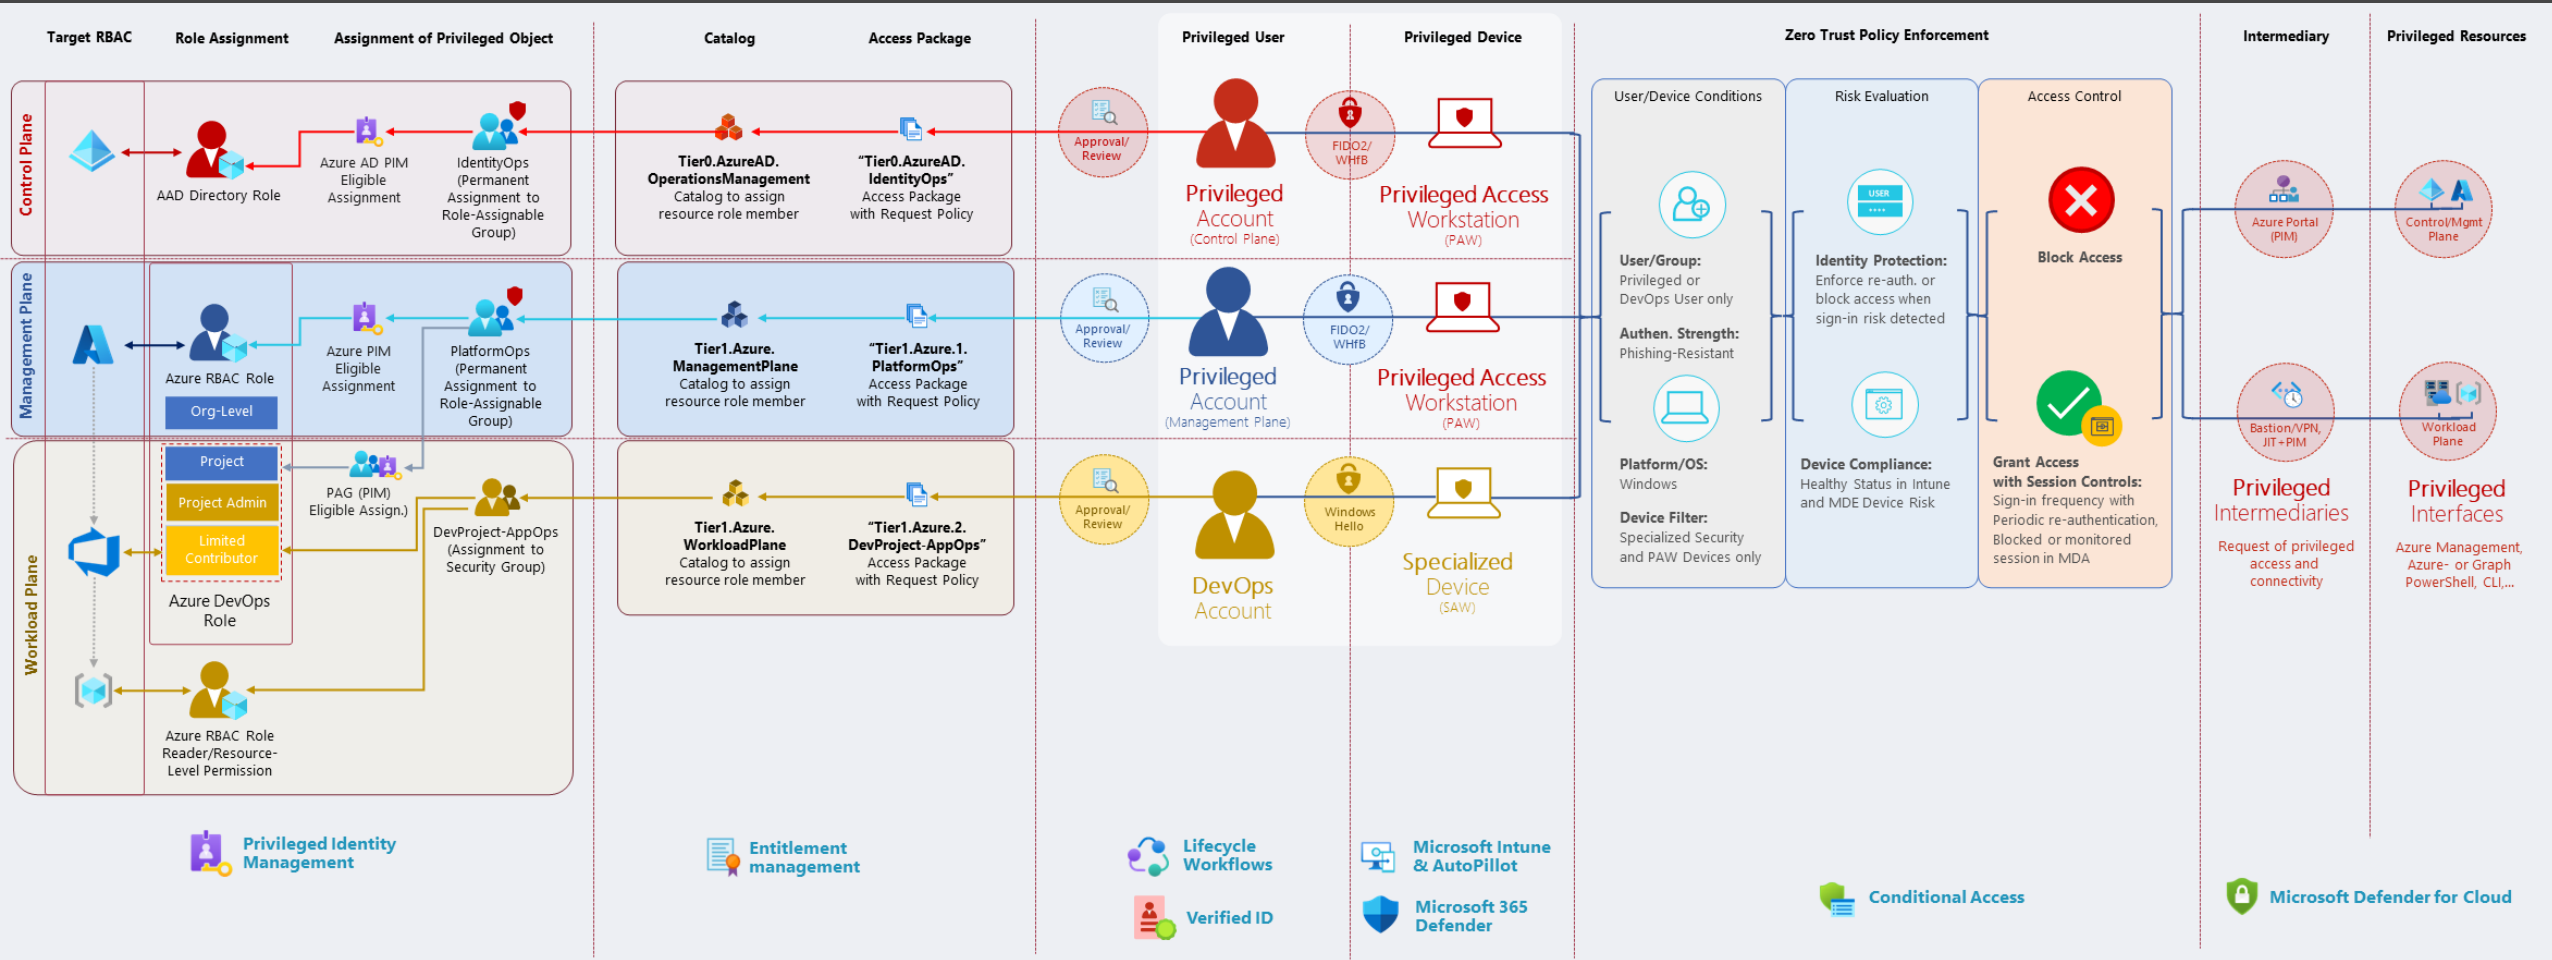 Target RBAC
Role Assignment
Assignment of Privileged Object
Catalog
Access Package
Privileged User
Privileged Device
Zero Trust Policy Enforcement
Intermediary
Privileged Resources
Control Plane
AAD Directory Role
Azure AD PIM
Eligible
Assignment
IdentityOps
(Permanent
Assignment to
Role-Assignable
Group)
Tier0.AzureAD.
OperationsManagement
Catalog to assign
resource role member
“Tier0.AzureAD.
IdentityOps”
Access Package
with Request Policy
Approval/
Review
Privileged
Account
(Control Plane)
FIDO2/
WHfB
Privileged Access
Workstation
(PAW)
Management Plane
Azure RBAC Role
Org-Level
Azure PIM
Eligible
Assignment
PlatformOps
(Permanent
Assignment to
Role-Assignable
Group)
Tier1.Azure.
ManagementPlane
Catalog to assign
resource role member
“Tier1.Azure.1.
PlatformOps”
Access Package
with Request Policy
Approval/
Review
Privileged
Account
(Management Plane)
FIDO2/
WHfB
Privileged Access
Workstation
(PAW)
Workload Plane
Project
Project Admin
Limited
Contributor
Azure DevOps
Role
PAG (PIM)
Eligible Assign.)
DevProject-AppOps
(Assignment to
Security Group)
Azure RBAC Role
Reader/Resource-
Level Permission
Tier1.Azure.
WorkloadPlane
Catalog to assign
resource role member
“Tier1.Azure.2.
DevProject-AppOps”
Access Package
with Request Policy
Approval/
Review
DevOps
Account
Windows
Hello
Specialized
Device
(SAW)
User/Device Conditions
User/Group:
Privileged or
DevOps User only
Authen. Strength:
Phishing-Resistant
Platform/OS:
Windows
Device Filter:
Specialized Security
and PAW Devices only
Risk Evaluation
USER
Identity Protection:
Enforce re-auth. or
block access when
sign-in risk detected
Device Compliance:
Healthy Status in Intune
and MDE Device Risk
Access Control
Block Access
Grant Access
with Session Controls:
Sign-in frequency with
Periodic re-authentication,
Blocked or monitored
session in MDA
Azure Portal
(PIM)
Bastion/VPN,
JIT+PIM
Privileged
Intermediaries
Request of privileged
access and
connectivity
Control/Mgmt
Plane
Workload
Plane
Privileged
Interfaces
Azure Management,
Azure- or Graph
PowerShell, CLI,...
Privileged Identity
Management
Entitlement
management
Lifecycle
Workflows
Verified ID
Microsoft Intune
& AutoPillot
Microsoft 365
Defender
Conditional Access
Microsoft Defender for Cloud